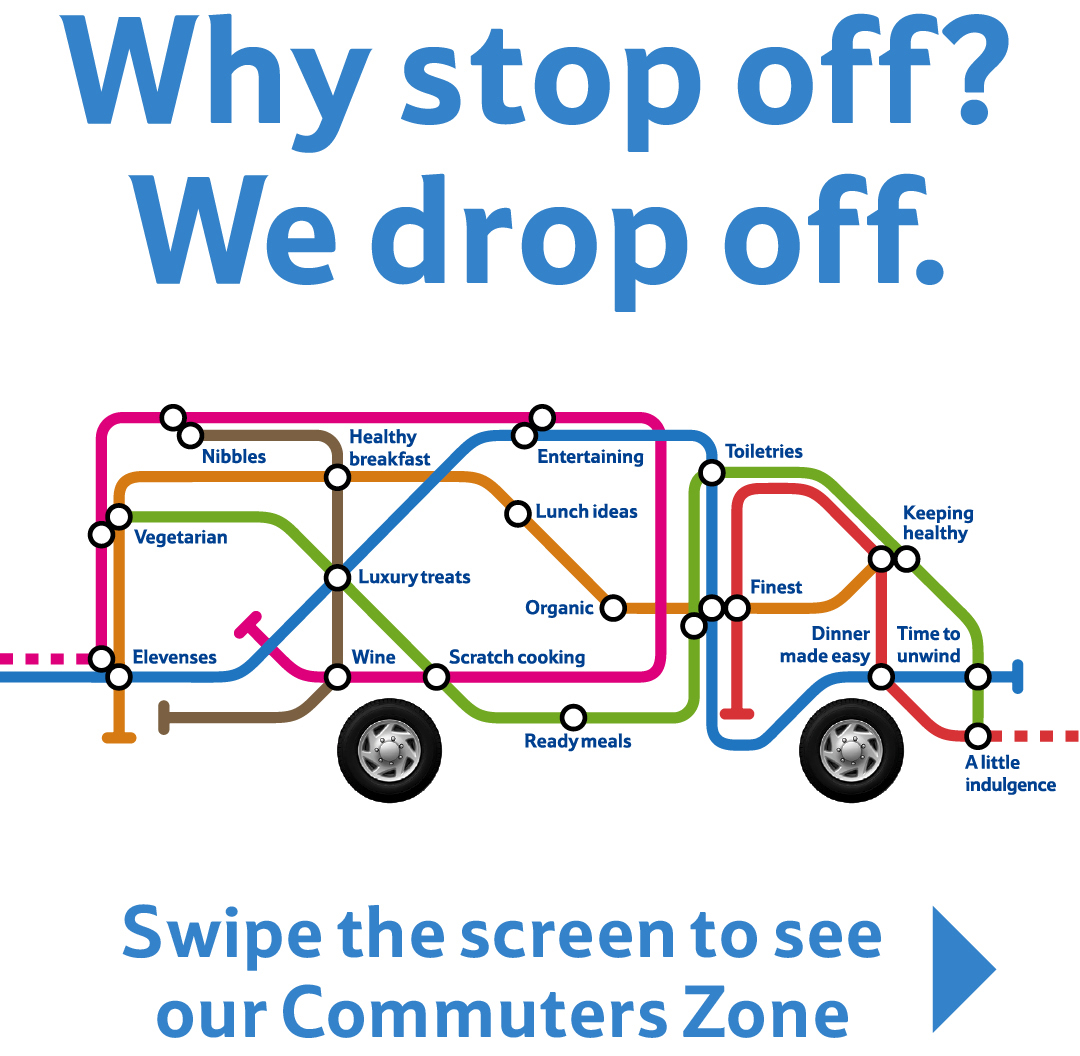 Why stop off?
We drop off.
Nibbles
Healthy
breakfast
Entertaining
Toiletries
Vegetarian
Lunch ideas
Keeping
healthy
Luxury treats
Organic
Finest
Elevenses
Wine
Scratch cooking
Dinner
made easy
Time to
unwind
Ready meals
A little
indulgence
Swipe the screen to see
our Commuters Zone